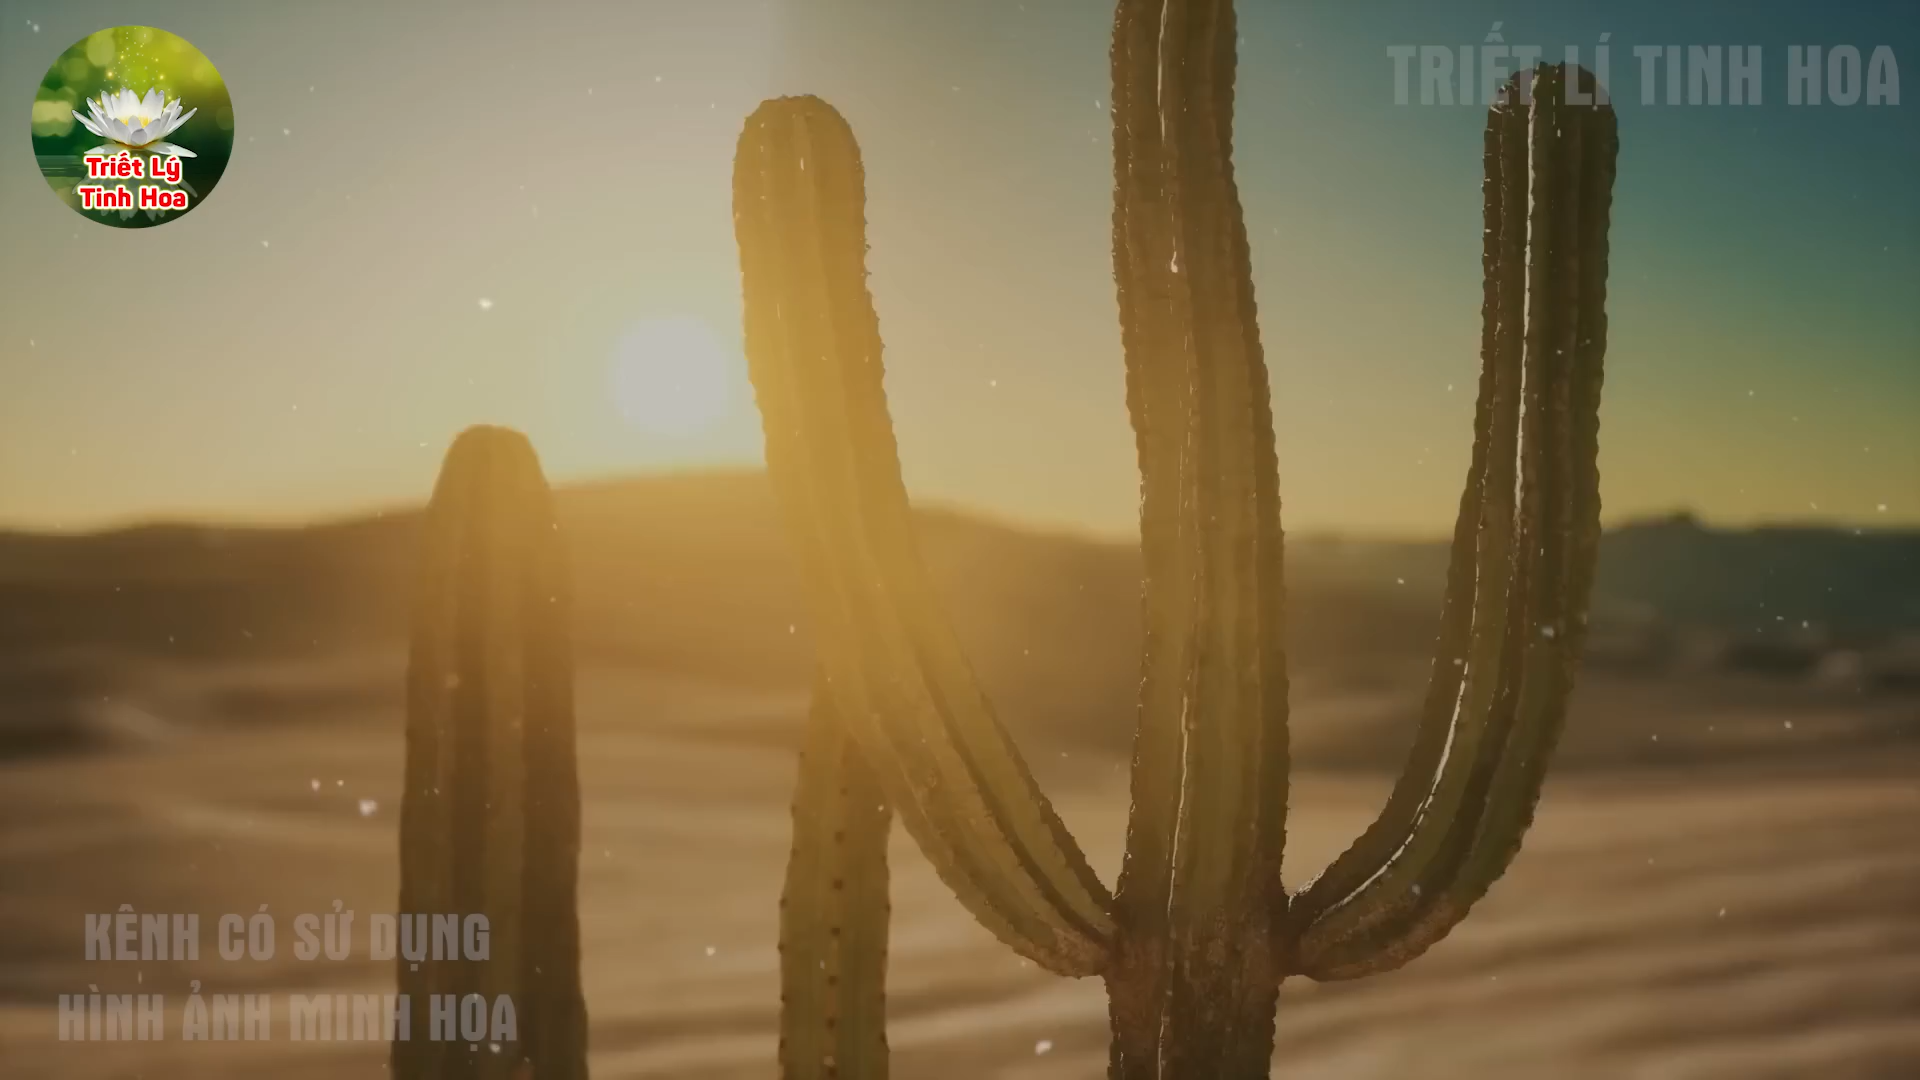 Triết Lý
Tinh Hoa
TRIẾT LÍ TINH HOA
KÊNH CÓ SỬ DỤNG
HÌNH ẢNH MINH HỌA